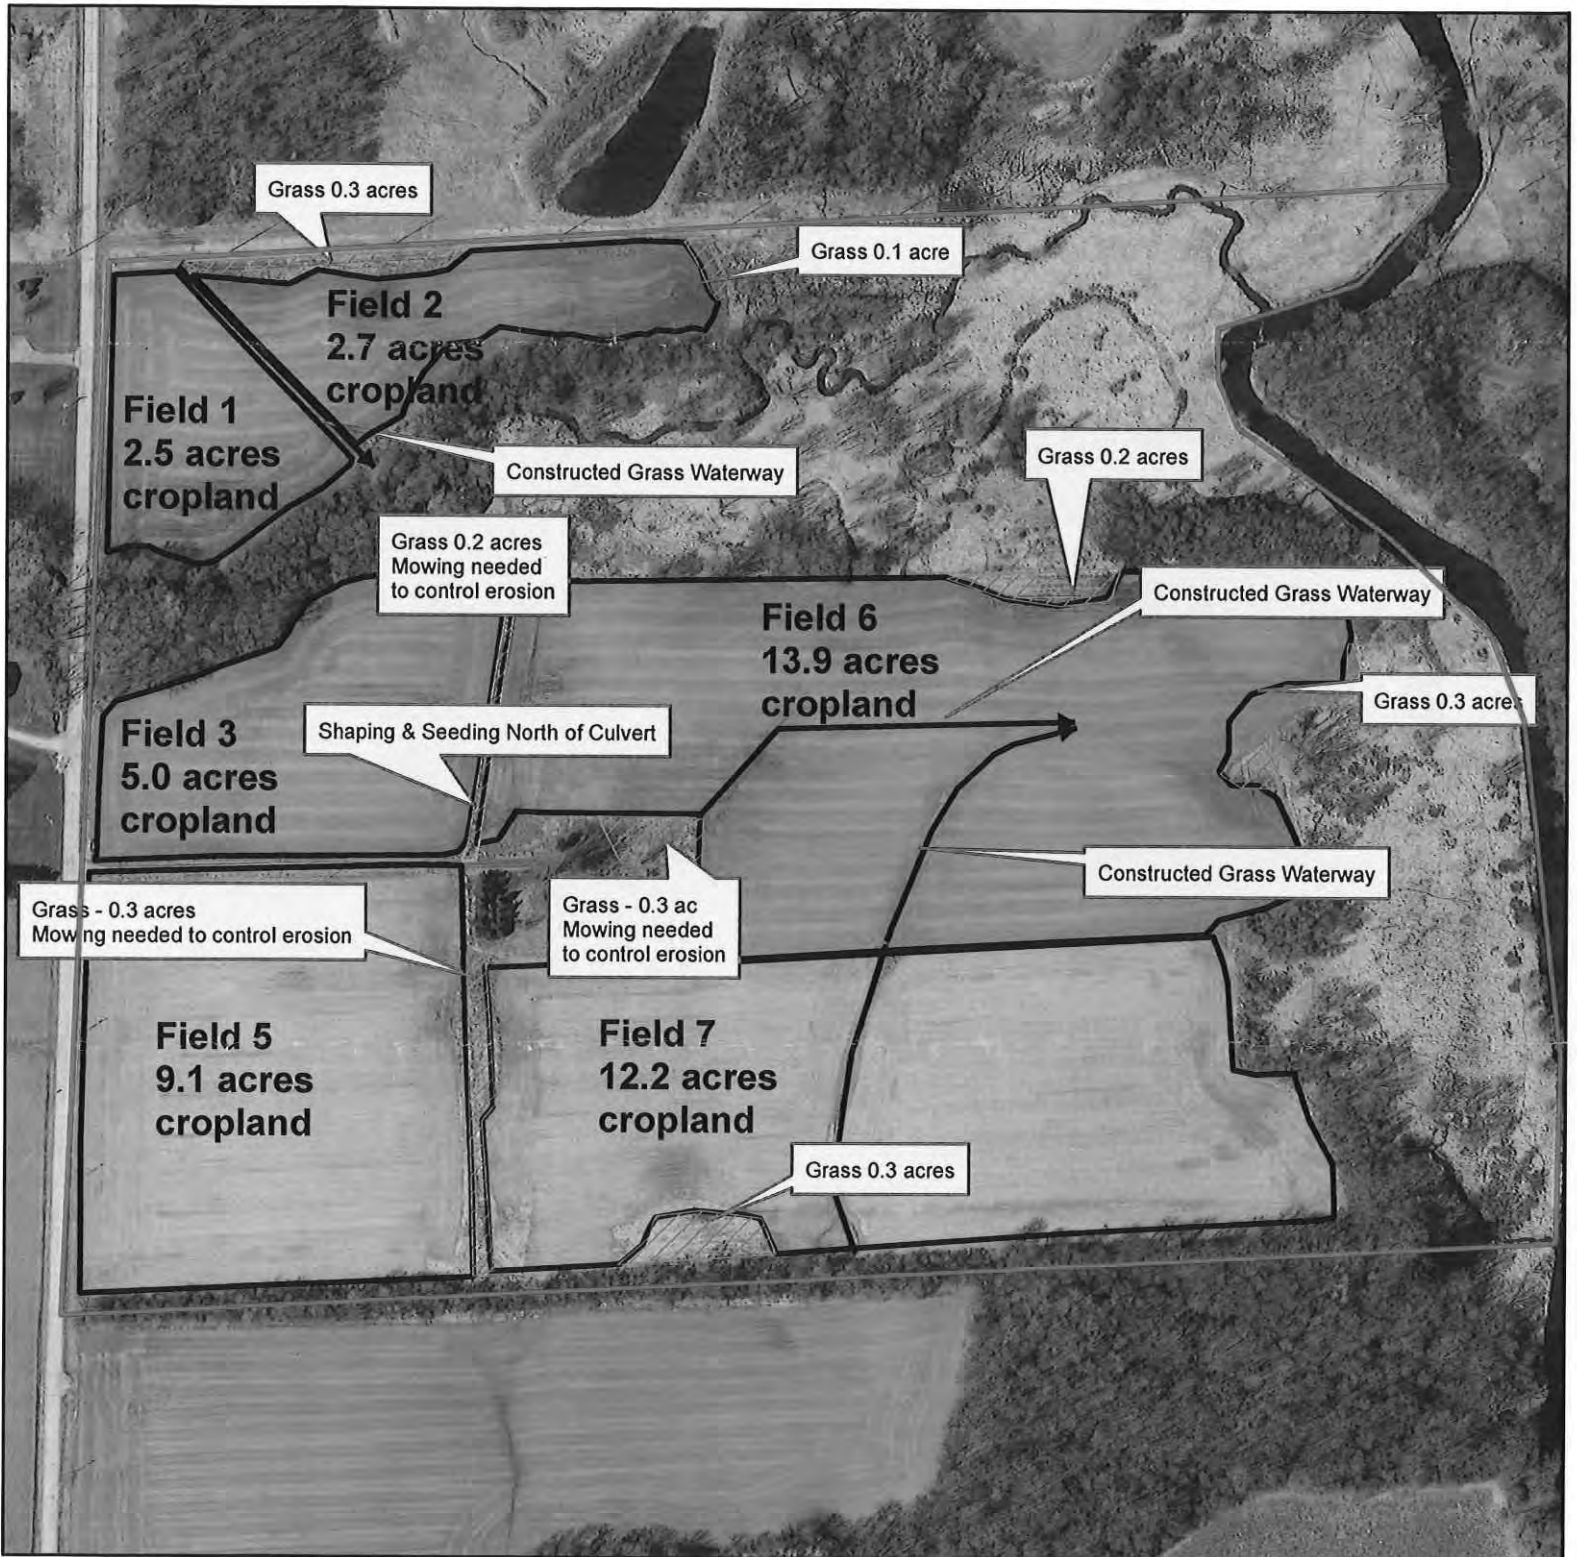 Grass 0.3 acres
Grass 0.1 acre
Field 2
2.7 acres
cropland
Field 1
2.5 acres
cropland
Constructed Grass Waterway
Grass 0.2 acres
Grass 0.2 acres
Mowing needed
to control erosion
Constructed Grass Waterway
Field 6
13.9 acres
cropland
Grass 0.3 acres
Shaping & Seeding North of Culvert
Field 3
5.0 acres
cropland
Constructed Grass Waterway
Grass - 0.3 acres
Mowing needed to control erosion
Grass - 0.3 ac
Mowing needed
to control erosion
Field 5
9.1 acres
cropland
Field 7
12.2 acres
cropland
Grass 0.3 acres